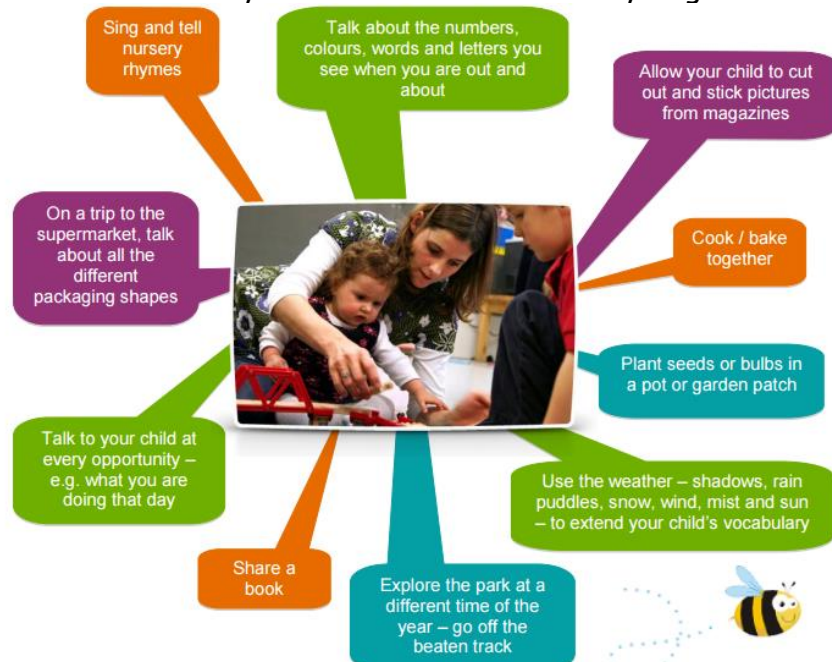 Sing and tell
nursery
rhymes
Talk about the numbers,
colours, words and letters you
see when you are out and
about
Allow your child to cut
out and stick pictures
from magazines
On a trip to the
supermarket, talk
about all the
different
packaging shapes
Cook / bake
together
Plant seeds or bulbs in
a pot or garden patch
Talk to your child at
every opportunity –
e.g. what you are
doing that day
Use the weather – shadows, rain
puddles, snow, wind, mist and sun
– to extend your child's vocabulary
Share a
book
Explore the park at a
different time of the
year – go off the
beaten track